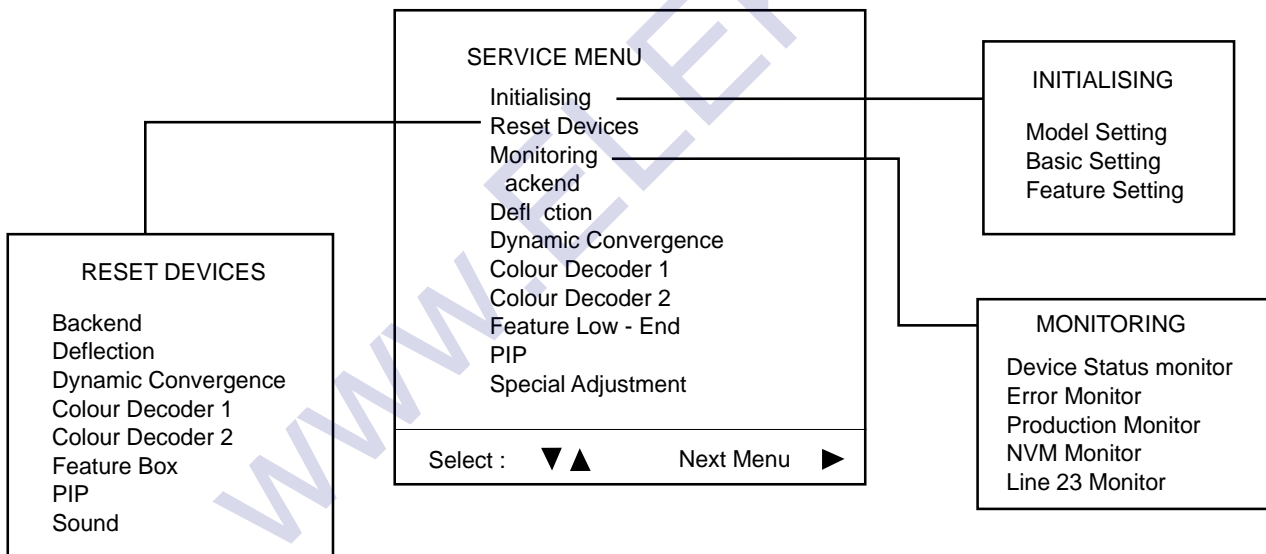 SERVICE MENU
Initialising
Reset Devices
Monitoring
ackend
Defl ction
Dynamic Convergence
Colour Decoder 1
Colour Decoder 2
Feature Low - End
PIP
Special Adjustment
Select : ▼ ▲ Next Menu ▶
INITIALISING
Model Setting
Basic Setting
Feature Setting
RESET DEVICES
Backend
Deflection
Dynamic Convergence
Colour Decoder 1
Colour Decoder 2
Feature Box
PIP
Sound
MONITORING
Device Status monitor
Error Monitor
Production Monitor
NVM Monitor
Line 23 Monitor